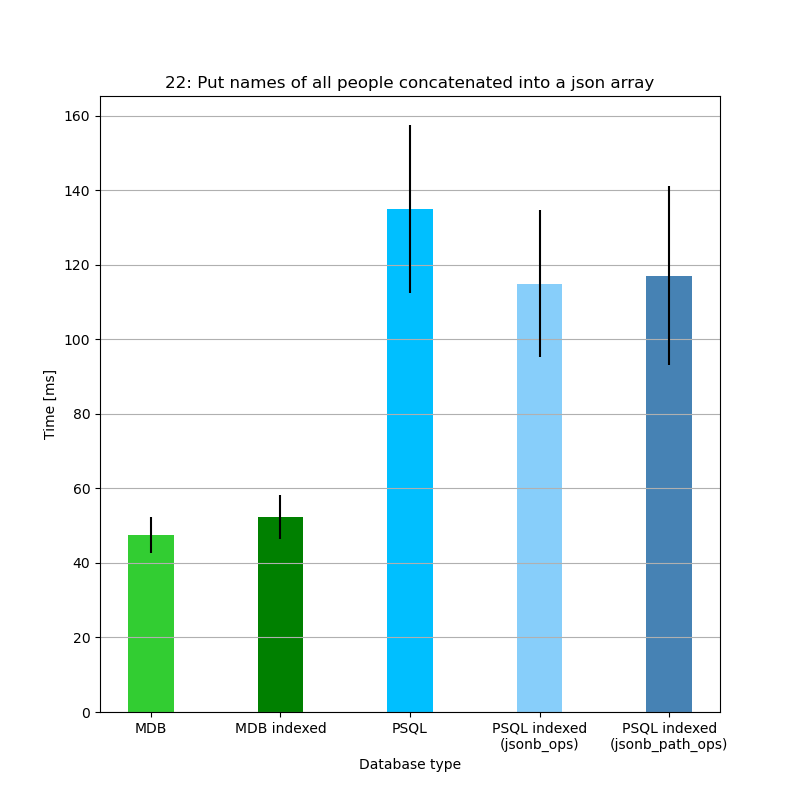 22: Put names of all people concatenated into a json array
160
140
120
100
80
60
40
20
0
Time [ms]
MDB
MDB indexed
PSQL
PSQL indexed
(jsonb_ops)
PSQL indexed
(jsonb_path_ops)
Database type